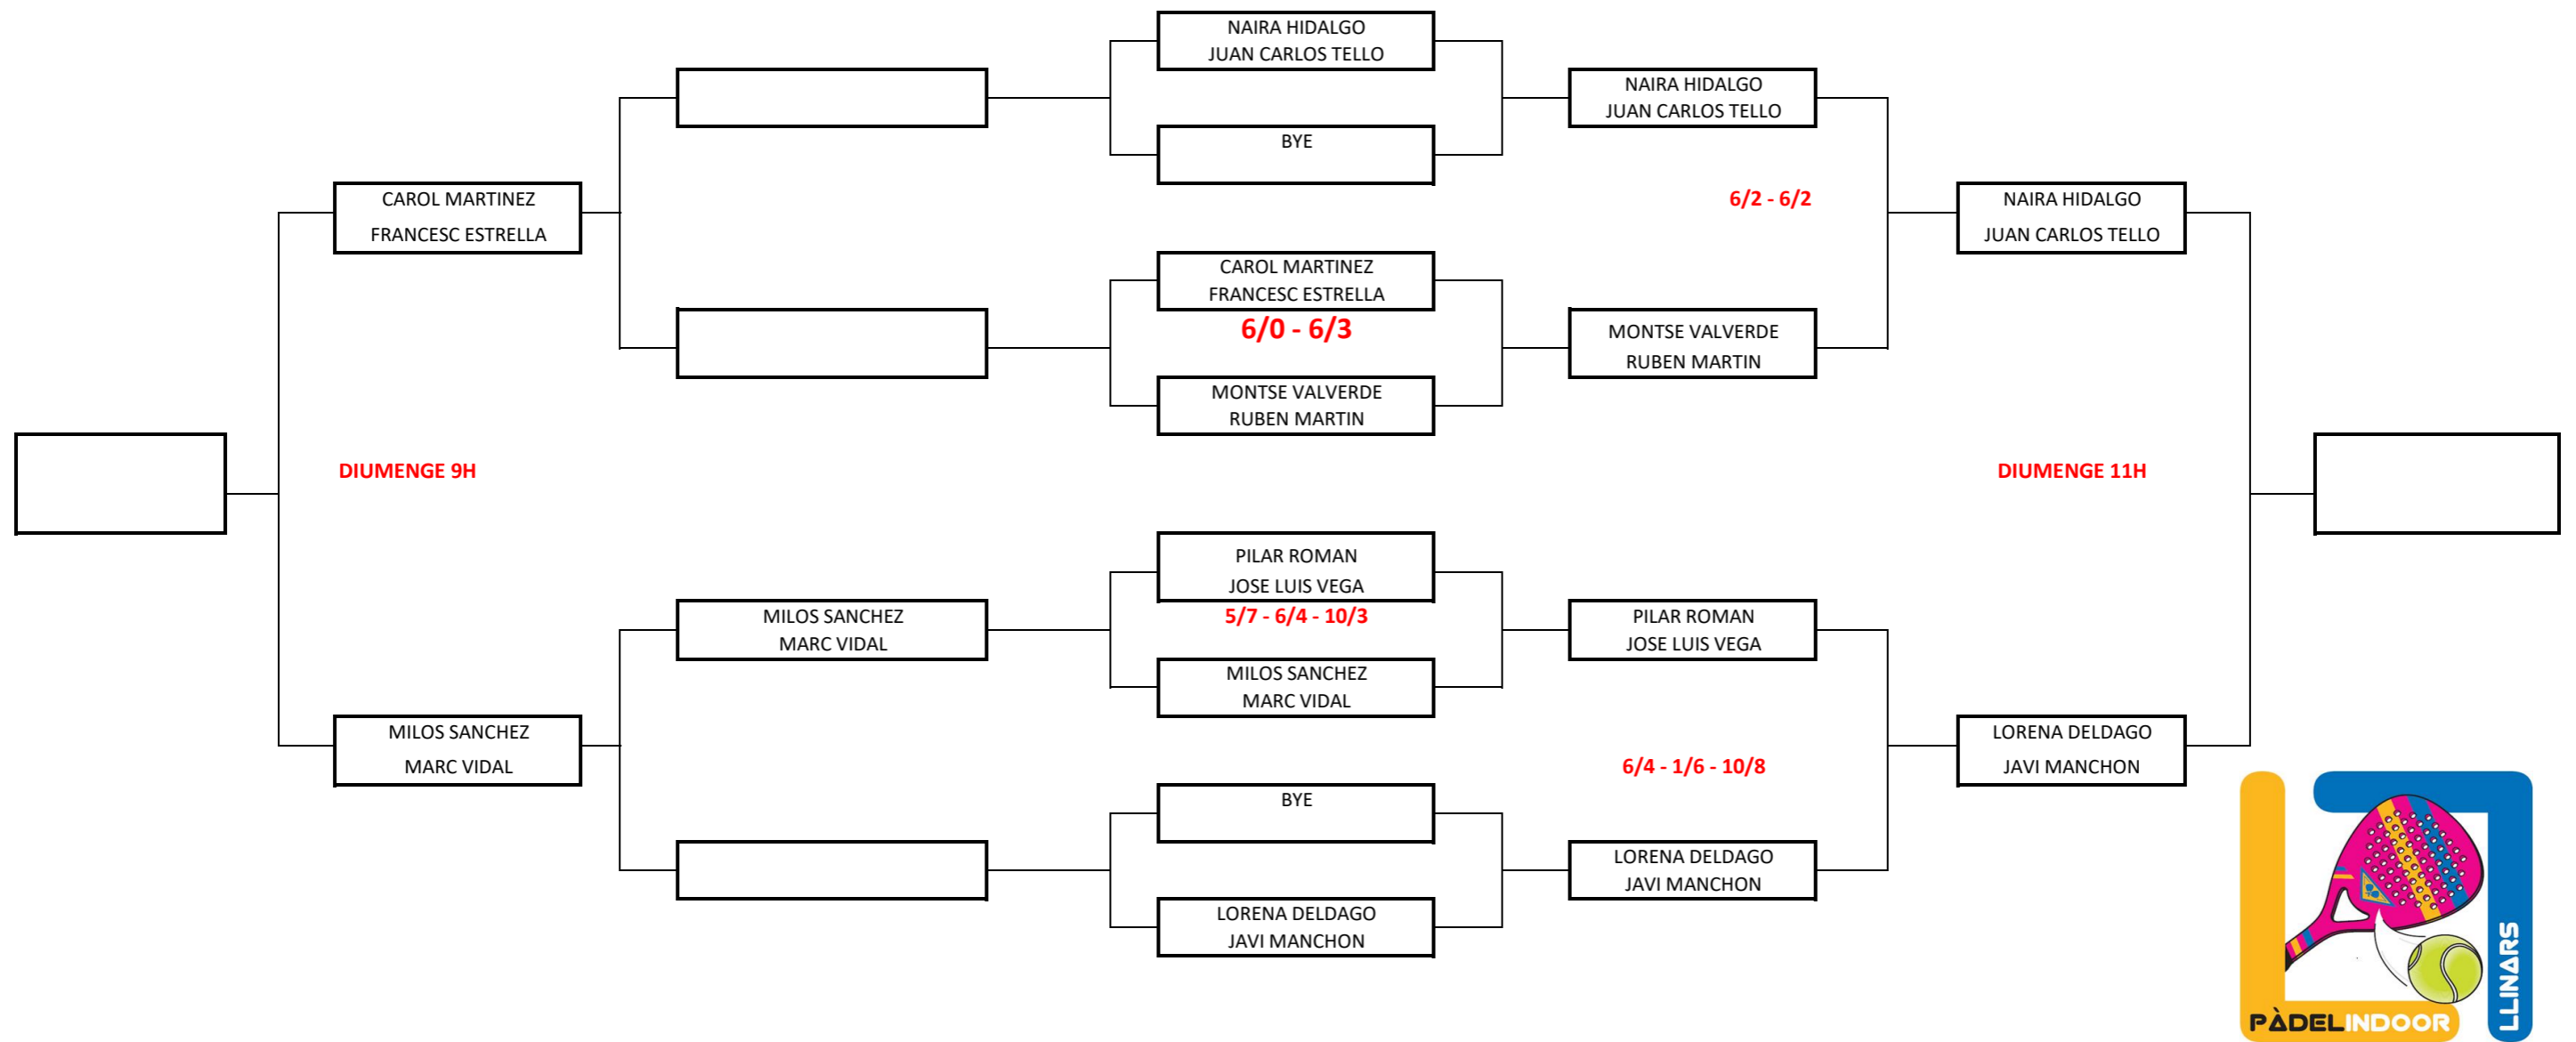 NAIRA HIDALGO
JUAN CARLOS TELLO
BYE
NAIRA HIDALGO
JUAN CARLOS TELLO
6/2 - 6/2
CAROL MARTINEZ
FRANCESC ESTRELLA
NAIRA HIDALGO
JUAN CARLOS TELLO
CAROL MARTINEZ
FRANCESC ESTRELLA
6/0 - 6/3
MONTSE VALVERDE
RUBEN MARTIN
MONTSE VALVERDE
RUBEN MARTIN
DIUMENGE 9H
DIUMENGE 11H
PILAR ROMAN
JOSE LUIS VEGA
5/7 - 6/4 - 10/3
MILOS SANCHEZ
MARC VIDAL
MILOS SANCHEZ
MARC VIDAL
PILAR ROMAN
JOSE LUIS VEGA
MILOS SANCHEZ
MARC VIDAL
6/4 - 1/6 - 10/8
LORENA DELDAGO
JAVI MANCHON
BYE
LORENA DELDAGO
JAVI MANCHON
LORENA DELDAGO
JAVI MANCHON
PÀDELINDOOR
LLINARS